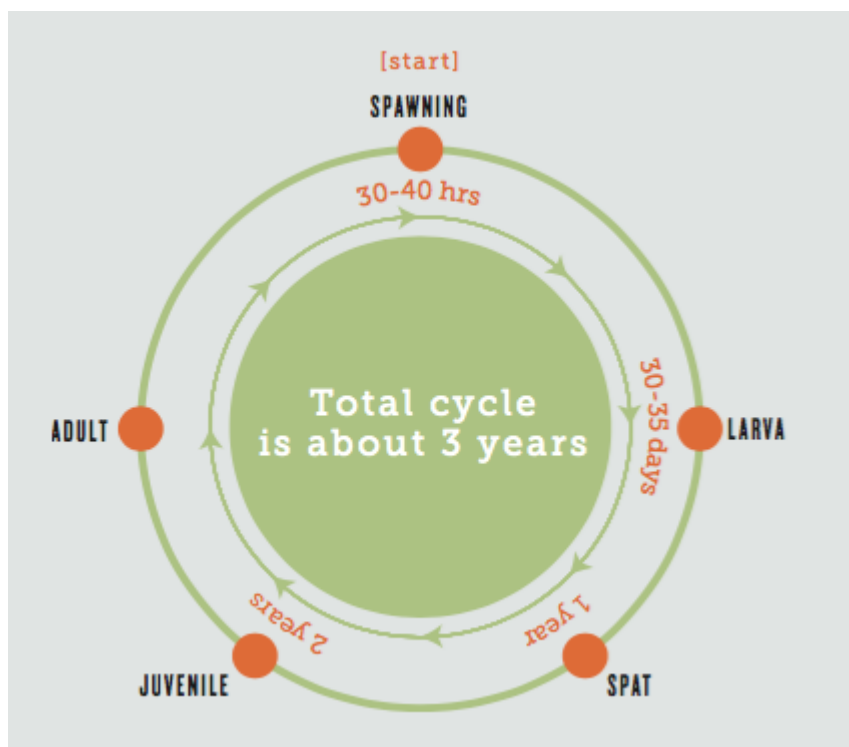 [start]
SPAWNING
30-40 hrs
30-35 days
LARVA
1 year
SPAT
2 years
JUVENILE
ADULT
Total cycle
is about 3 years